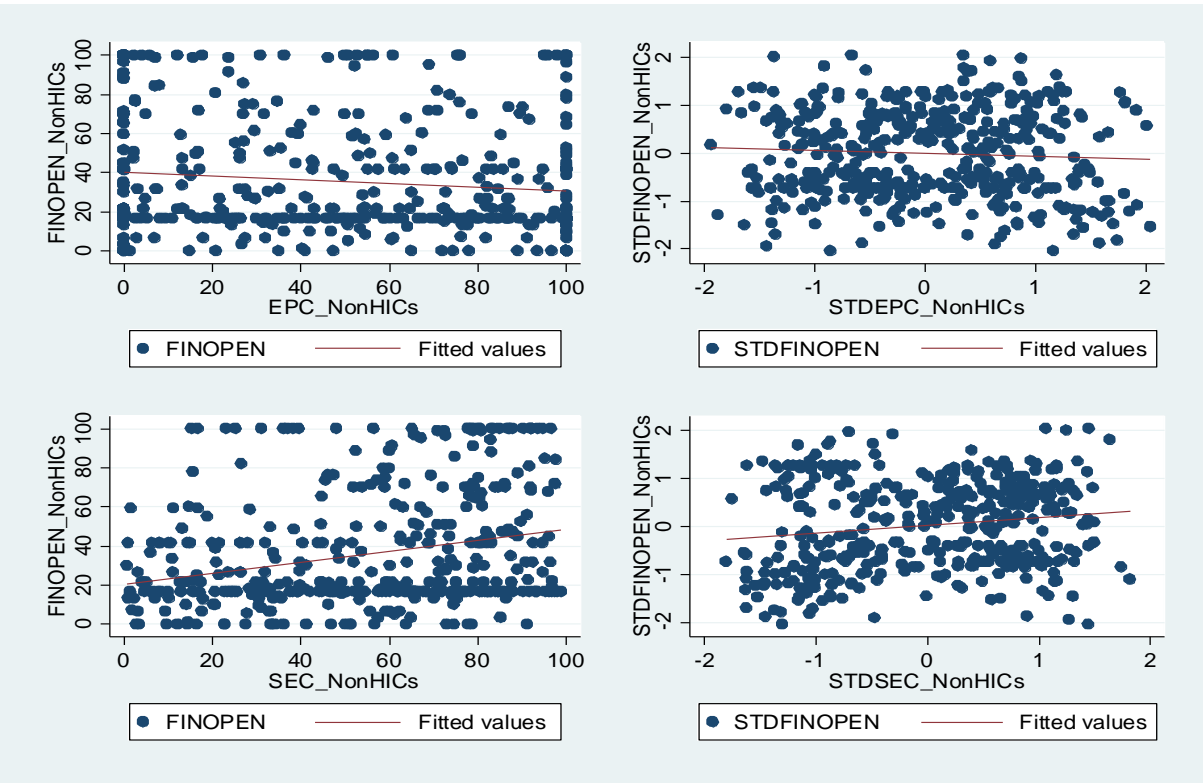 FINOPEN_NonHICs
100
80
60
40
20
0
0 20 40 60 80 100
EPC_NonHICs
FINOPEN Fitted values
STDFINOPEN_NonHICs
2
1
0
-1
-2
-2 -1 0 1 2
STDEPC_NonHICs
STDFINOPEN Fitted values
FINOPEN_NonHICs
100
80
60
40
20
0
0 20 40 60 80 100
SEC_NonHICs
FINOPEN Fitted values
STDFINOPEN_NonHICs
2
1
0
-1
-2
-2 -1 0 1 2
STDSEC_NonHICs
STDFINOPEN Fitted values